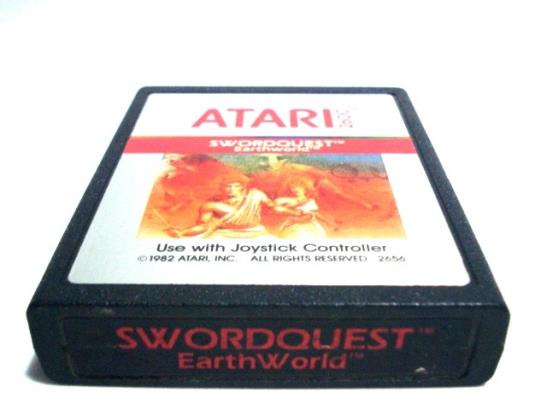 ATARI 2600
SWORDQUEST™
Earthworld™
Use with Joystick Controller
©1982 ATARI, INC. ALL RIGHTS RESERVED 2656
SWORDQUEST™
EarthWorld™